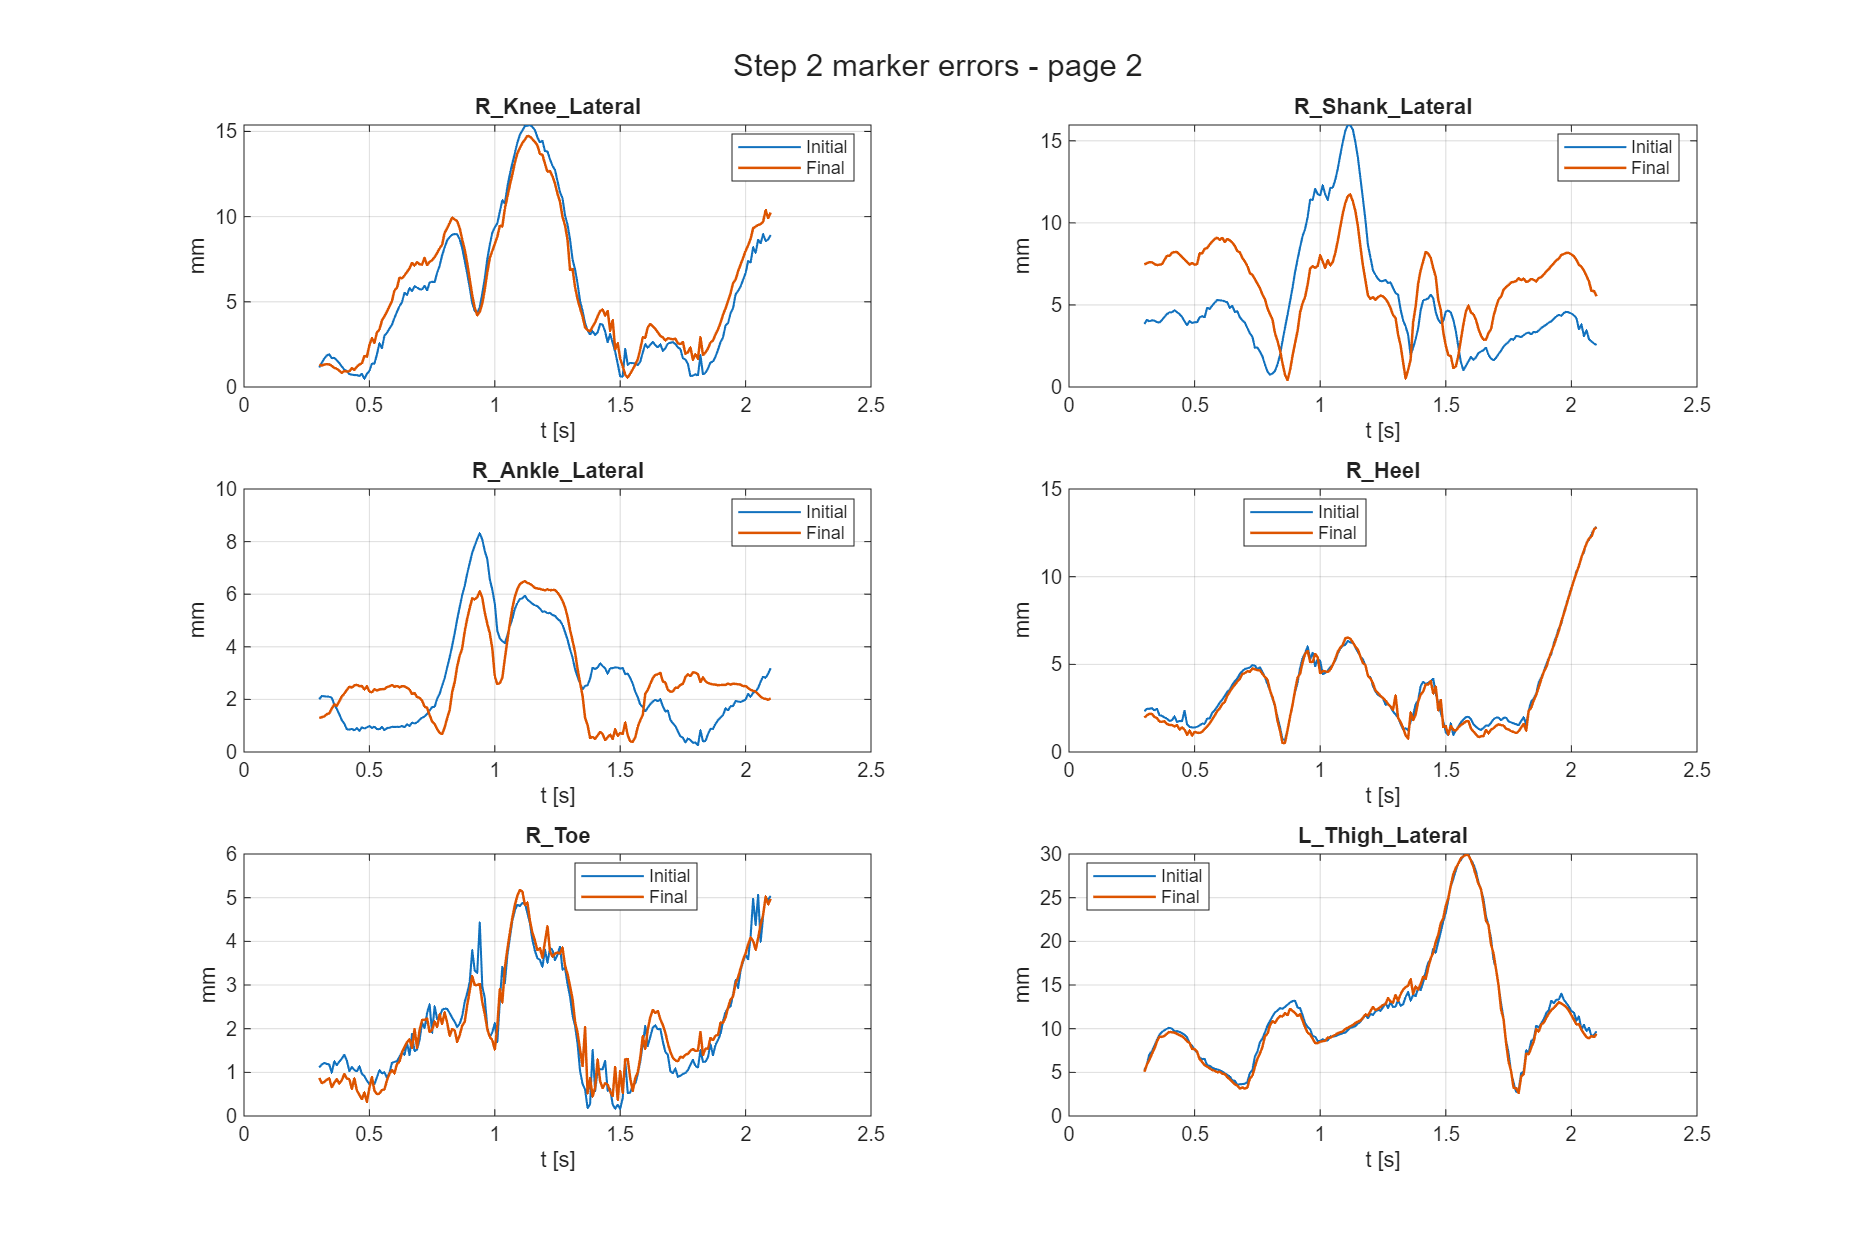 Step 2 marker errors - page 2
R_Knee_Lateral
15
10
5
0
mm
0 0.5 1 1.5 2 2.5
t [s]
Initial
Final
R_Shank_Lateral
15
10
5
0
mm
0 0.5 1 1.5 2 2.5
t [s]
Initial
Final
R_Ankle_Lateral
10
8
6
4
2
0
mm
0 0.5 1 1.5 2 2.5
t [s]
Initial
Final
R_Heel
15
10
5
0
mm
0 0.5 1 1.5 2 2.5
t [s]
Initial
Final
R_Toe
6
5
4
3
2
1
0
mm
0 0.5 1 1.5 2 2.5
t [s]
Initial
Final
L_Thigh_Lateral
30
25
20
15
10
5
0
mm
0 0.5 1 1.5 2 2.5
t [s]
Initial
Final